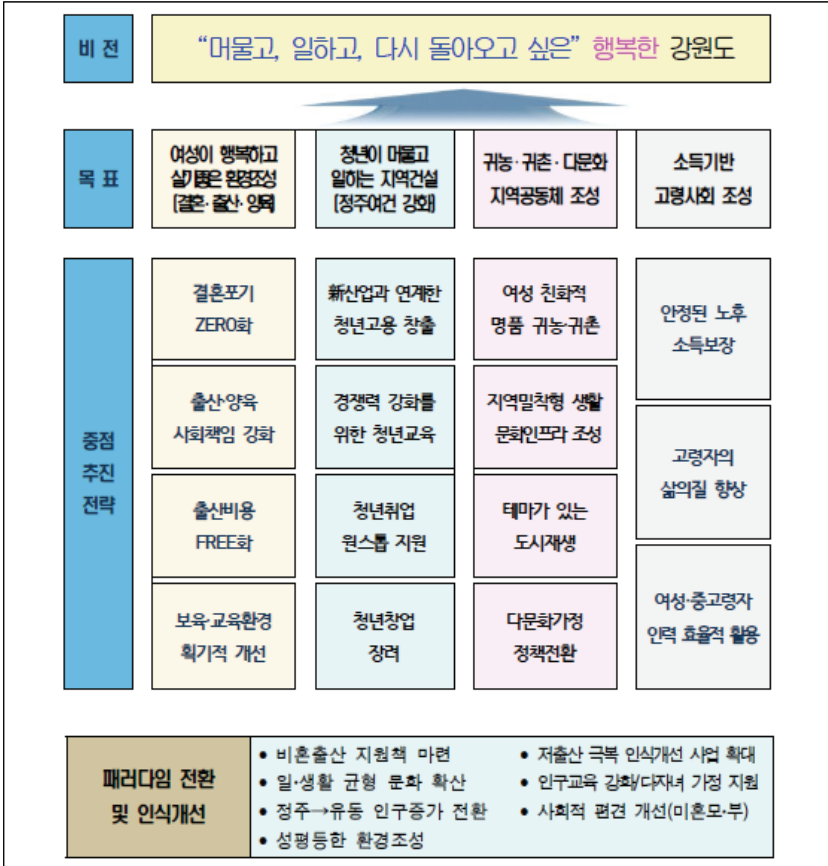 비 전
“머물고, 일하고, 다시 돌아오고 싶은” 행복한 강원도
목 표
여성이 행복하고
살기좋은 환경조성
[결혼·출산·양육]
청년이 머물고
일하는 지역건설
[정주여건 강화]
귀농·귀촌·다문화
지역공동체 조성
소득기반
고령사회 조성
중점
추진
전략
결혼포기
ZERO화
출산·양육
사회책임 강화
출산비용
FREE화
보육·교육환경
획기적 개선
新산업과 연계한
청년고용 창출
경쟁력 강화를
위한 청년교육
청년취업
원스톱 지원
청년창업
장려
여성 친화적
명품 귀농·귀촌
지역밀착형 생활
문화인프라 조성
테마가 있는
도시재생
다문화가정
정책전환
안정된 노후
소득보장
고령자의
삶의질 향상
여성·중고령자
인력 효율적 활용
패러다임 전환
및 인식개선
• 비혼출산 지원책 마련
• 일·생활 균형 문화 확산
• 정주→유동 인구증가 전환
• 성평등한 환경조성
• 저출산 극복 인식개선 사업 확대
• 인구교육 강화/다자녀 가정 지원
• 사회적 편견 개선(미혼모·부)